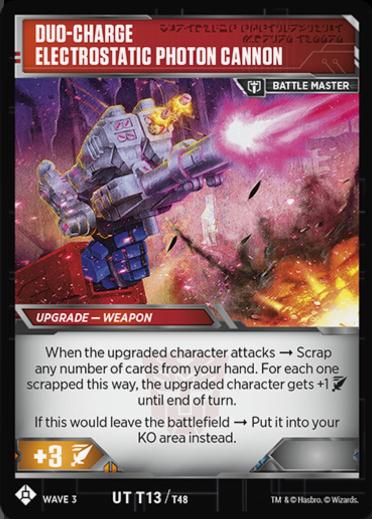 DUO-CHARGE
ELECTROSTATIC PHOTON CANNON
BATTLE MASTER
UPGRADE — WEAPON
When the upgraded character attacks → Scrap
any number of cards from your hand. For each one
scrapped this way, the upgraded character gets +1
until end of turn.
If this would leave the battlefield → Put it into your
KO area instead.
+3
WAVE 3
UT T13/T48
TM & © Hasbro. © Wizards.